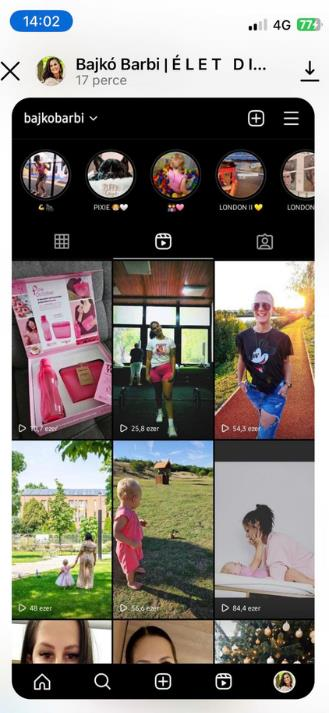 14:02
4G
77
Bajkó Barbi | É L E T D I...
17 perce
bajkobarbi
PIXIE
LONDON II
LONDON
25,8 ezer
54,3 ezer
48 ezer
56,6 ezer
84,4 ezer